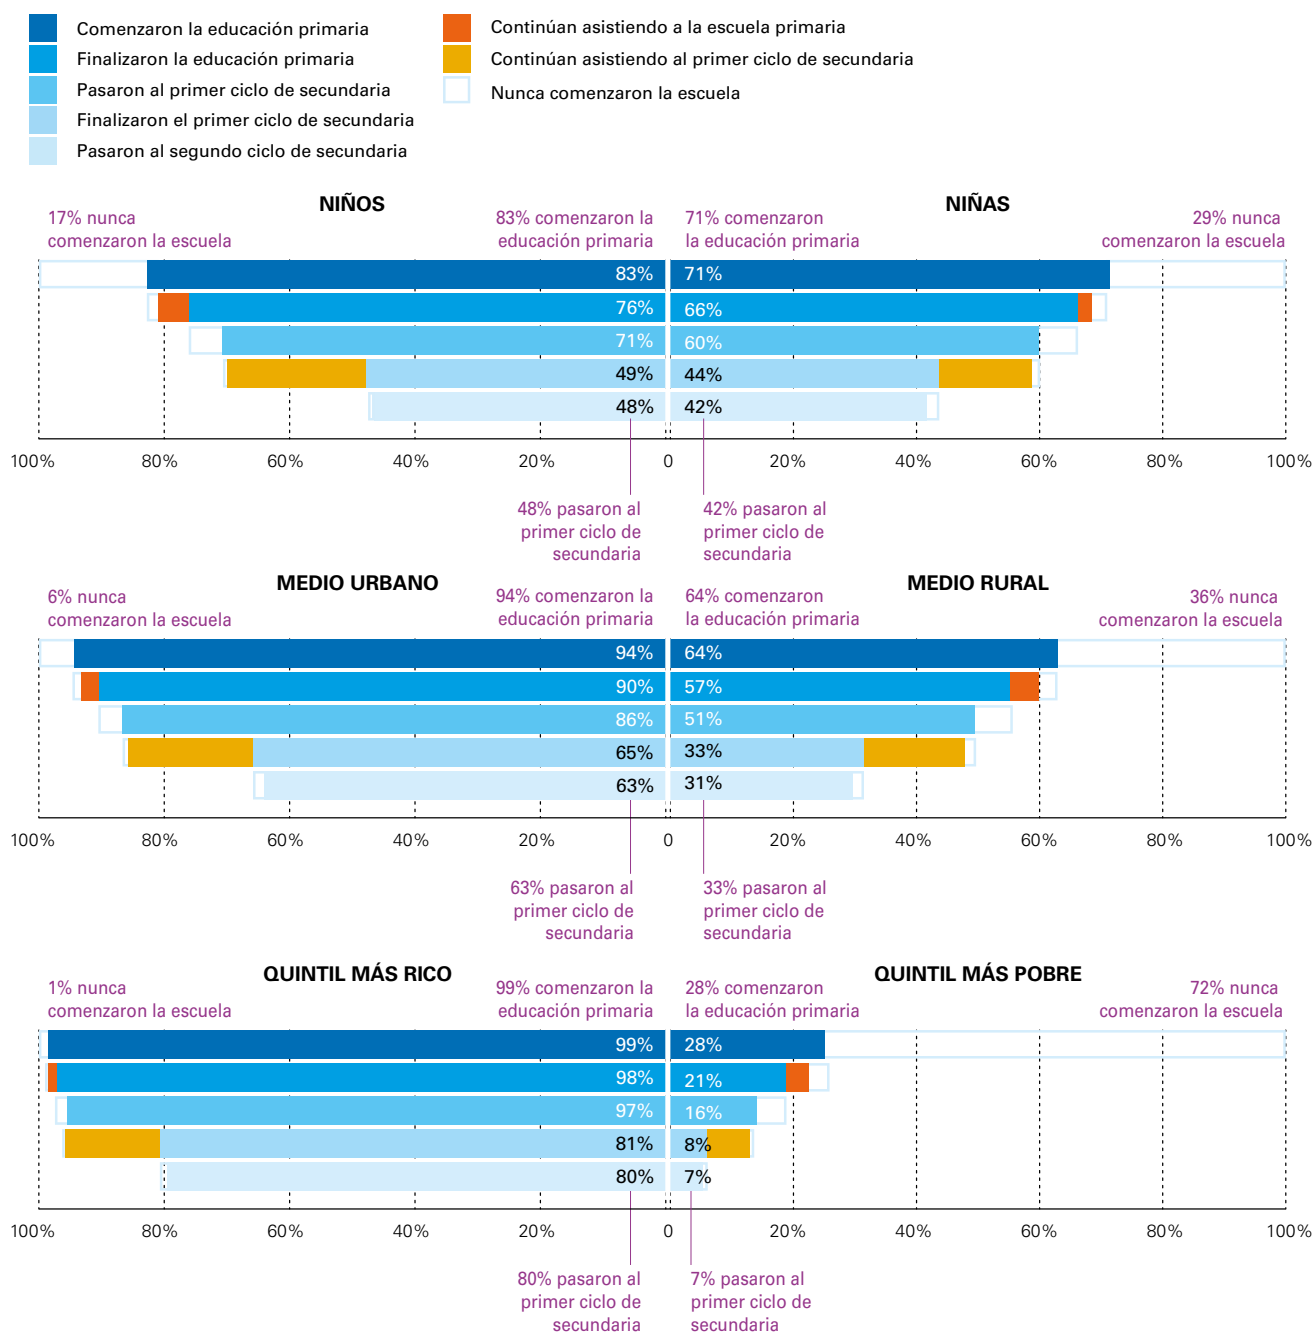 Comenzaron la educación primaria
Finalizaron la educación primaria
Pasaron al primer ciclo de secundaria
Finalizaron el primer ciclo de secundaria
Pasaron al segundo ciclo de secundaria
Continúan asistiendo a la escuela primaria
Continúan asistiendo al primer ciclo de secundaria
Nunca comenzaron la escuela
NIÑOS
17% nunca
comenzaron la escuela
83% comenzaron la
educación primaria
NIÑAS
71% comenzaron
la educación primaria
29% nunca
comenzaron la escuela
83% 71%
76% 66%
71% 60%
49% 44%
48% 42%
100% 80% 60% 40% 20% 0 20% 40% 60% 80% 100%
48% pasaron al
primer ciclo de
secundaria
42% pasaron al
primer ciclo de
secundaria
MEDIO URBANO
6% nunca
comenzaron la escuela
94% comenzaron la
educación primaria
MEDIO RURAL
64% comenzaron
la educación primaria
36% nunca
comenzaron la escuela
94% 64%
90% 57%
86% 51%
65% 33%
63% 31%
100% 80% 60% 40% 20% 0 20% 40% 60% 80% 100%
63% pasaron al
primer ciclo de
secundaria
33% pasaron al
primer ciclo de
secundaria
QUINTIL MÁS RICO
1% nunca
comenzaron la escuela
99% comenzaron la
educación primaria
QUINTIL MÁS POBRE
28% comenzaron
la educación primaria
72% nunca
comenzaron la escuela
99% 28%
98% 21%
97% 16%
81% 8%
80% 7%
100% 80% 60% 40% 20% 0 20% 40% 60% 80% 100%
80% pasaron al
primer ciclo de
secundaria
7% pasaron al
primer ciclo de
secundaria